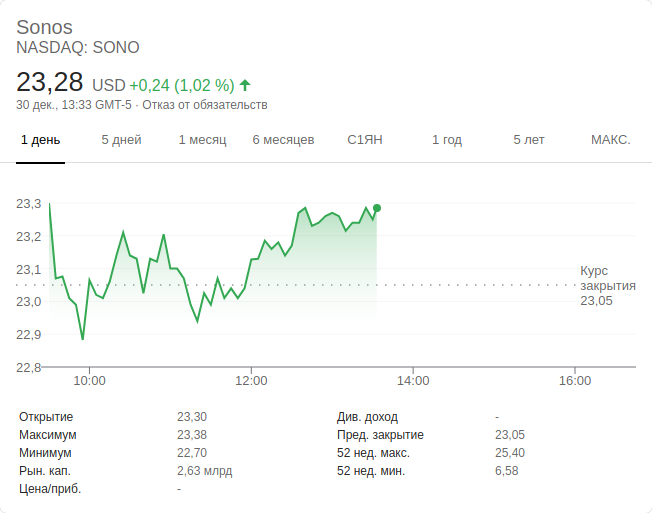 Sonos
NASDAQ: SONO
23,28 USD +0,24 (1,02 %)
30 дек., 13:33 GMT-5 · Отказ от обязательств
1 день 5 дней 1 месяц 6 месяцев С1ЯН 1 год 5 лет МАКС.
23,3
23,2
23,1
23,0
22,9
22,8
Курс
закрытия
23,05
10:00 12:00 14:00 16:00
Открытие 23,30 Див. доход -
Максимум 23,38 Пред. закрытие 23,05
Минимум 22,70 52 нед. макс. 25,40
Рын. кап. 2,63 млрд 52 нед. мин. 6,58
Цена/приб. -